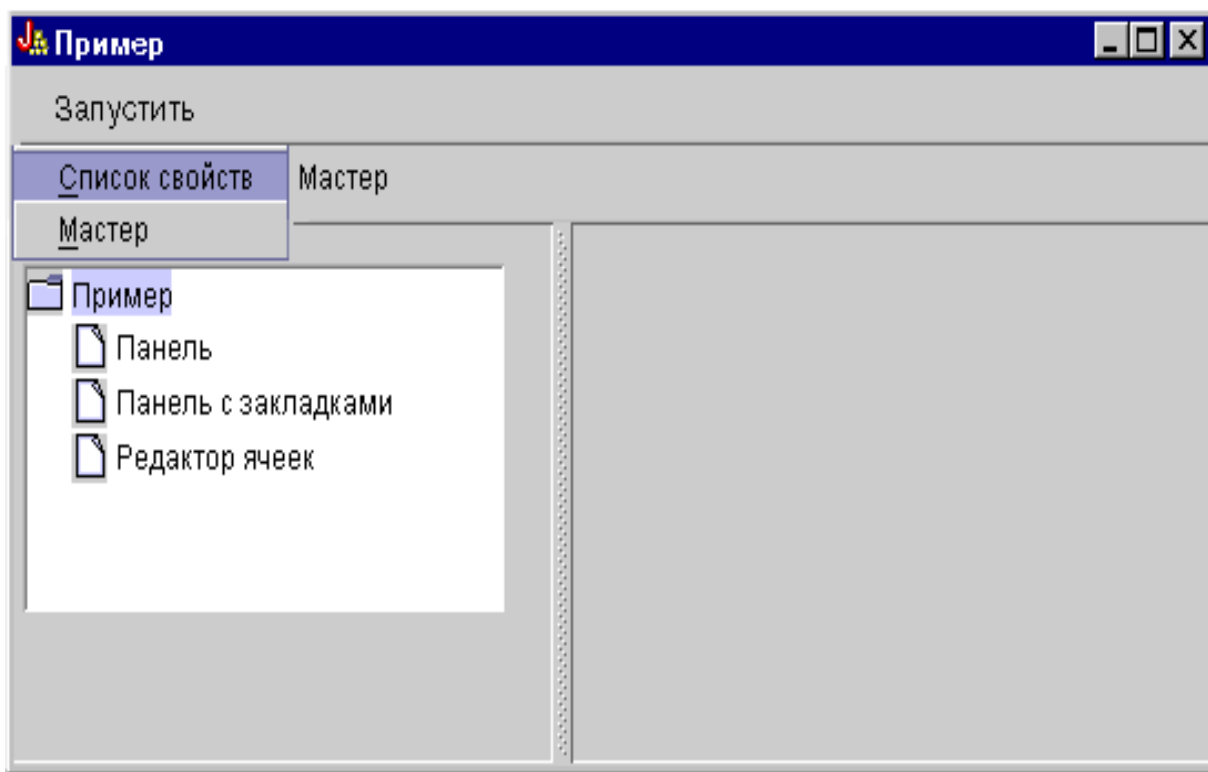 Пример
Запустить
Список свойств Мастер
Мастер
Пример
Панель
Панель с закладками
Редактор ячеек